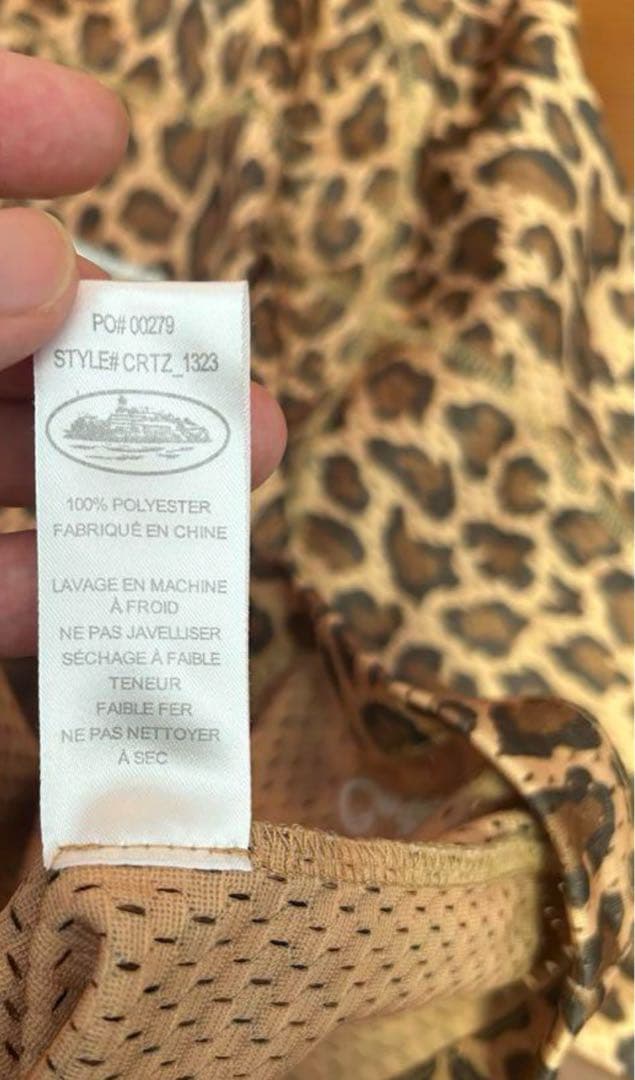 PO# 00279
STYLE# CRTZ_1323
100% POLYESTER
FABRIQUÉ EN CHINE
LAVAGE EN MACHINE
À FROID
NE PAS JAVELLISER
SÉCHAGE À FAIBLE
TENEUR
FAIBLE FER
NE PAS NETTOYER
À SEC